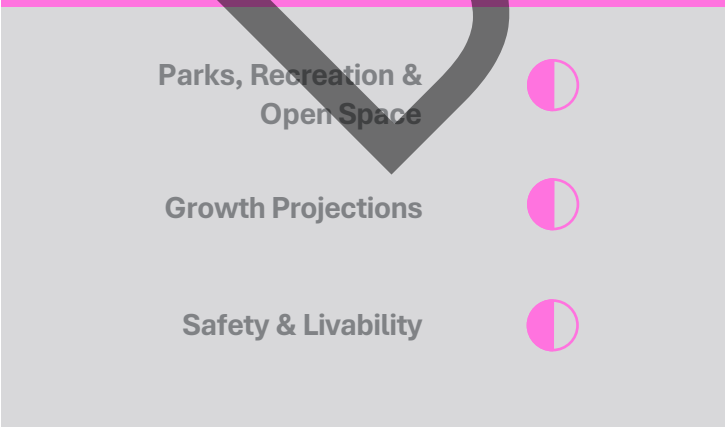 Parks, Recreation &
Open Space
Growth Projections
Safety & Livability